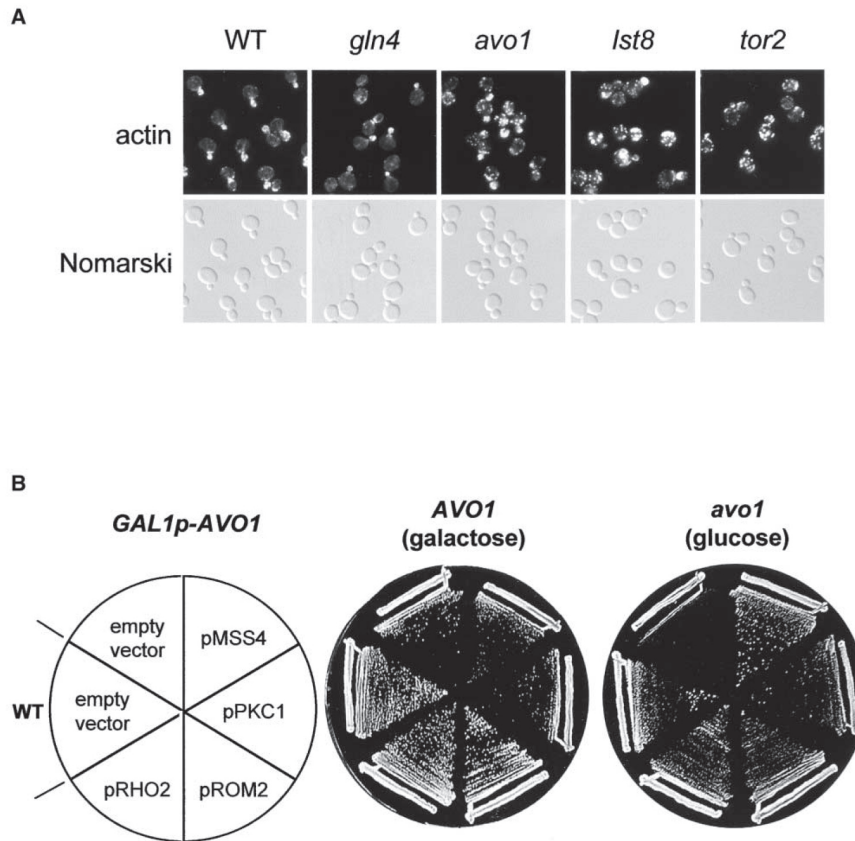 A
WT gln4 avo1 lst8 tor2
actin
Nomarski
B
GAL1p-AVO1
AVO1
(galactose)
avo1
(glucose)
empty
vector
pMSS4
WT
empty
vector
pPKC1
pRHO2
pROM2